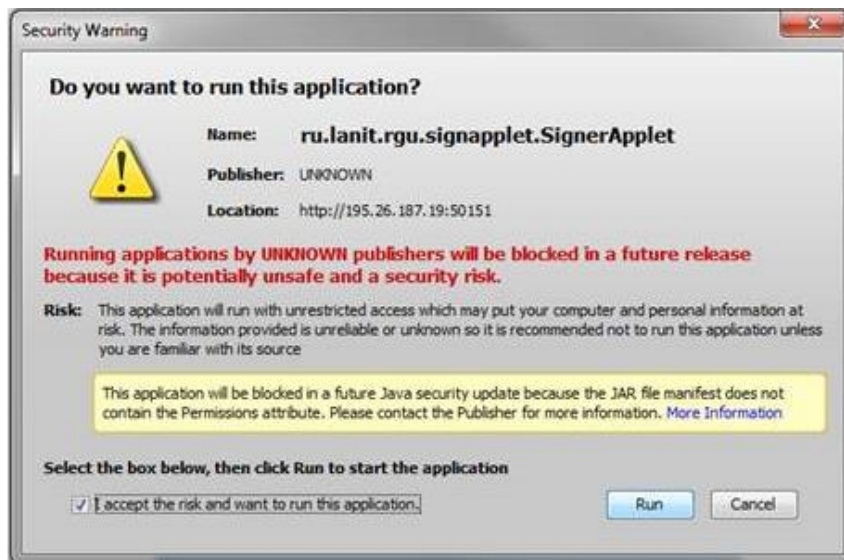 Security Warning
Do you want to run this application?
Name: ru.lanit.rgu.signapplet.SignerApplet
Publisher: UNKNOWN
Location: http://195.26.187.19:50151
Running applications by UNKNOWN publishers will be blocked in a future release
because it is potentially unsafe and a security risk.
Risk: This application will run with unrestricted access which may put your computer and personal information at
risk. The information provided is unreliable or unknown so it is recommended not to run this application unless
you are familiar with its source
This application will be blocked in a future Java security update because the JAR file manifest does not
contain the Permissions attribute. Please contact the Publisher for more information. More Information
Select the box below, then click Run to start the application
I accept the risk and want to run this application.
Run Cancel